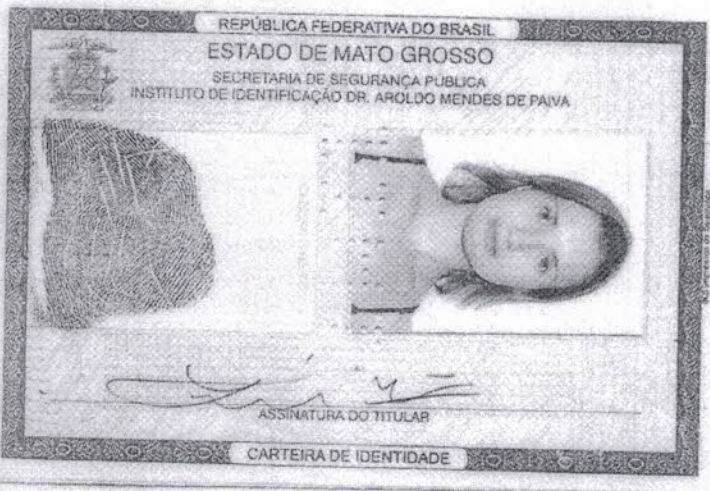 REPÚBLICA FEDERATIVA DO BRASIL
ESTADO DE MATO GROSSO
SECRETARIA DE SEGURANÇA PÚBLICA
INSTITUTO DE IDENTIFICAÇÃO DR. AROLDO MENDES DE PAIVA
ASSINATURA DO TITULAR
CARTEIRA DE IDENTIDADE